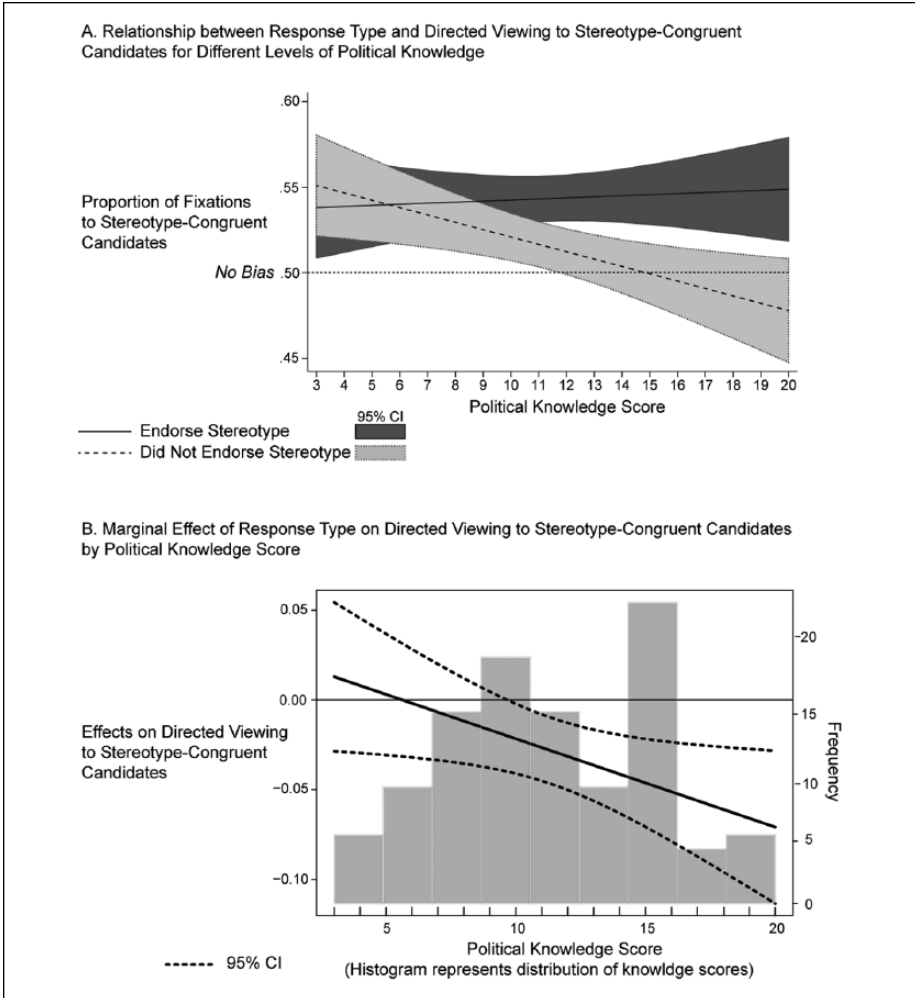 A. Relationship between Response Type and Directed Viewing to Stereotype-Congruent
Candidates for Different Levels of Political Knowledge
.60
.55
Proportion of Fixations
to Stereotype-Congruent
Candidates
No Bias
.50
.45
3 4 5 6 7 8 9 10 11 12 13 14 15 16 17 18 19 20
Political Knowledge Score
95% CI
Endorse Stereotype
Did Not Endorse Stereotype
B. Marginal Effect of Response Type on Directed Viewing to Stereotype-Congruent Candidates
by Political Knowledge Score
0.05
20
0.00
15
Effects on Directed Viewing
to Stereotype-Congruent
Candidates
Frequency
−0.05
10
5
−0.10
0
5 10 15 20
Political Knowledge Score
95% CI
(Histogram represents distribution of knowldge scores)